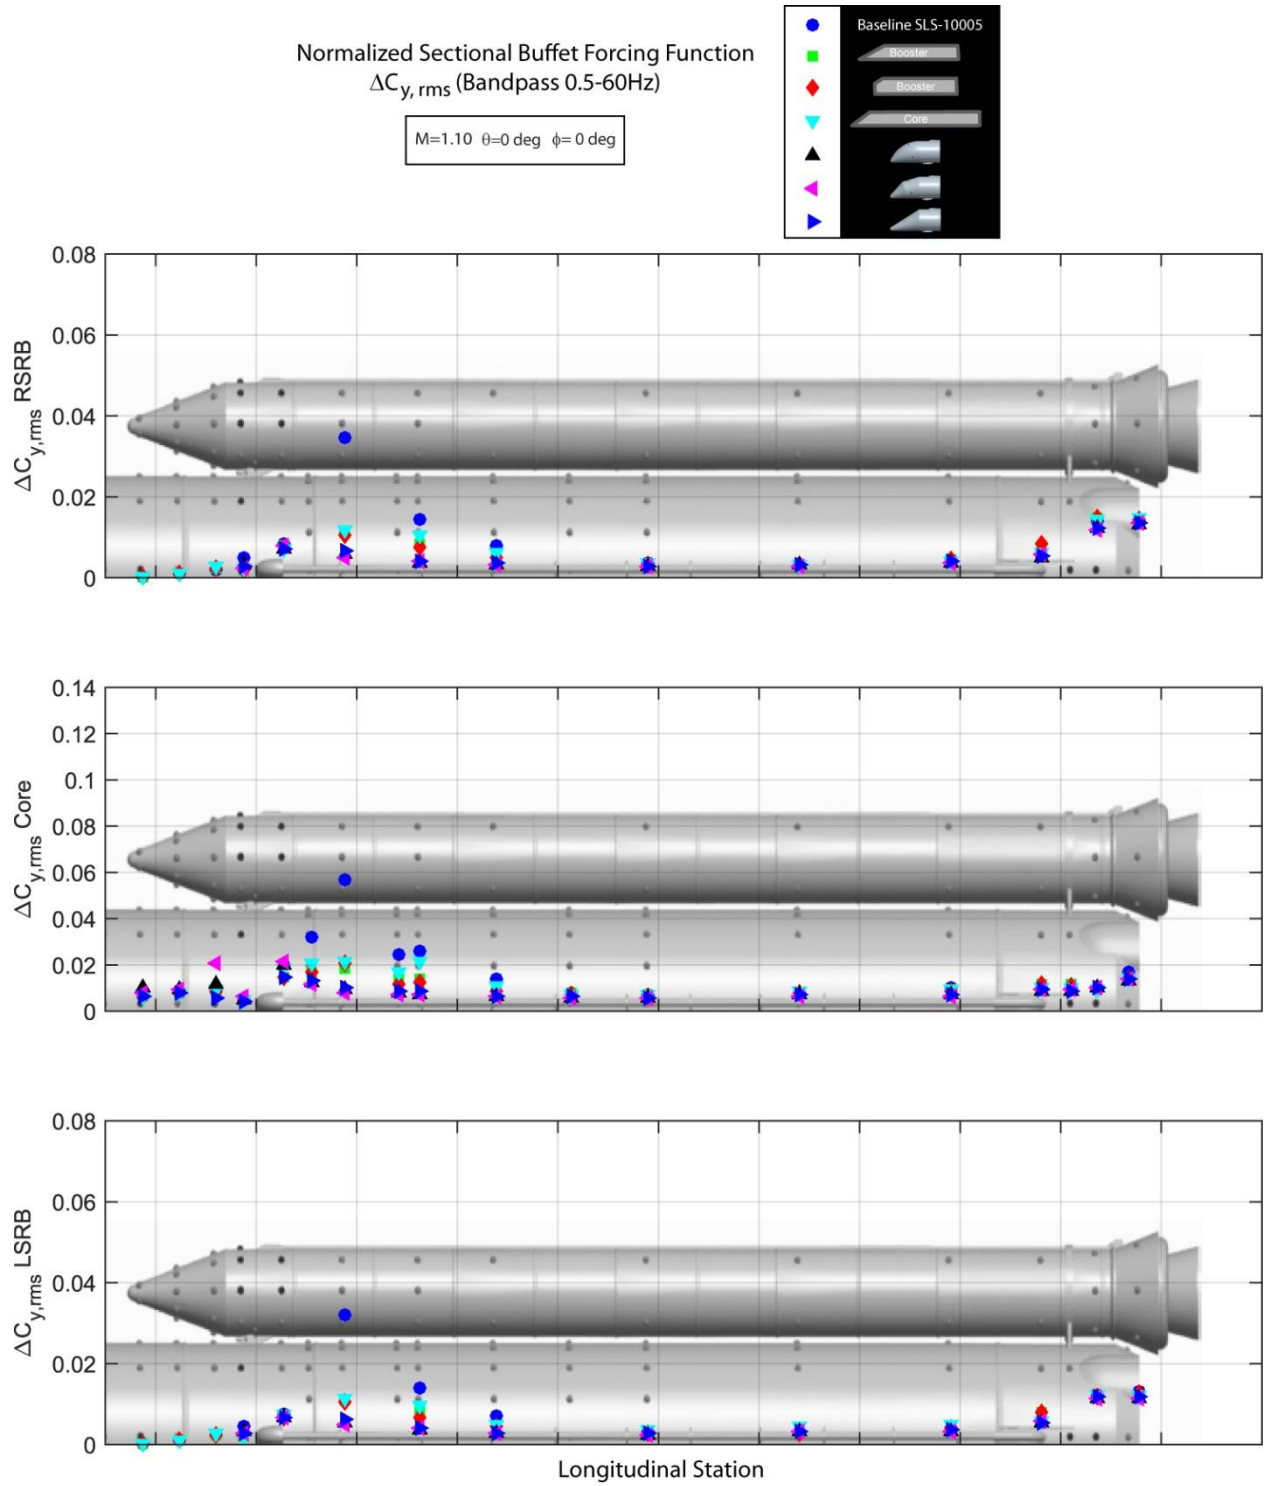 Baseline SLS-10005
Booster
Booster
Core
Normalized Sectional Buffet Forcing Function
ΔCy, rms (Bandpass 0.5-60Hz)
M=1.10 θ=0 deg ϕ= 0 deg
ΔCy,rms RSRB
0.08
0.06
0.04
0.02
0
ΔCy,rms Core
0.14
0.12
0.1
0.08
0.06
0.04
0.02
0
ΔCy,rms LSRB
0.08
0.06
0.04
0.02
0
Longitudinal Station